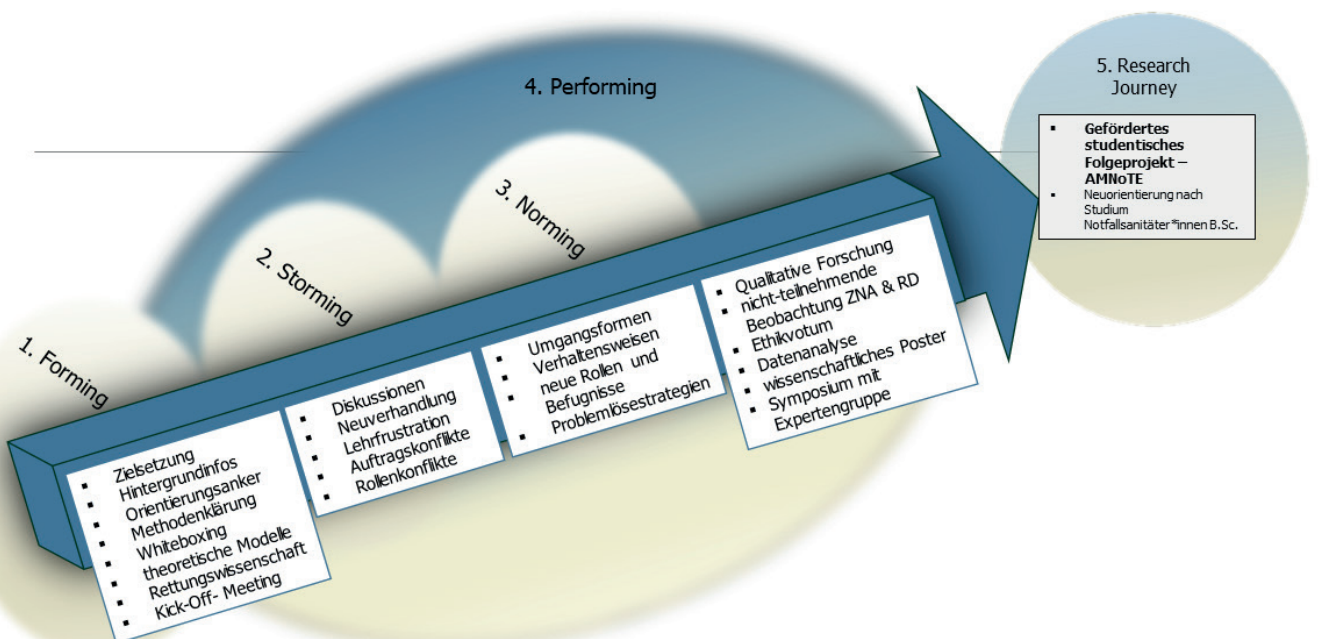 1. Forming
Zielsetzung
Hintergrundinfos
Orientierungsanker
Methodenklärung
Whiteboxing
theoretische Modelle
Rettungswissenschaft
Kick-Off- Meeting
2. Storming
Diskussionen
Neuverhandlung
Lehrfrustration
Auftragskonflikte
Rollenkonflikte
3. Norming
Umgangsformen
Verhaltensweisen
neue Rollen und
Befugnisse
Problemlösestrategien
4. Performing
Qualitative Forschung
nicht-teilnehmende
Beobachtung ZNA & RD
Ethikvotum
Datenanalyse
wissenschaftliches Poster
Symposium mit
Expertengruppe
5. Research
Journey
Gefördertes
studentisches
Folgeprojekt –
AMNoTE
Neuorientierung nach
Studium
Notfallsanitäter*innen B.Sc.